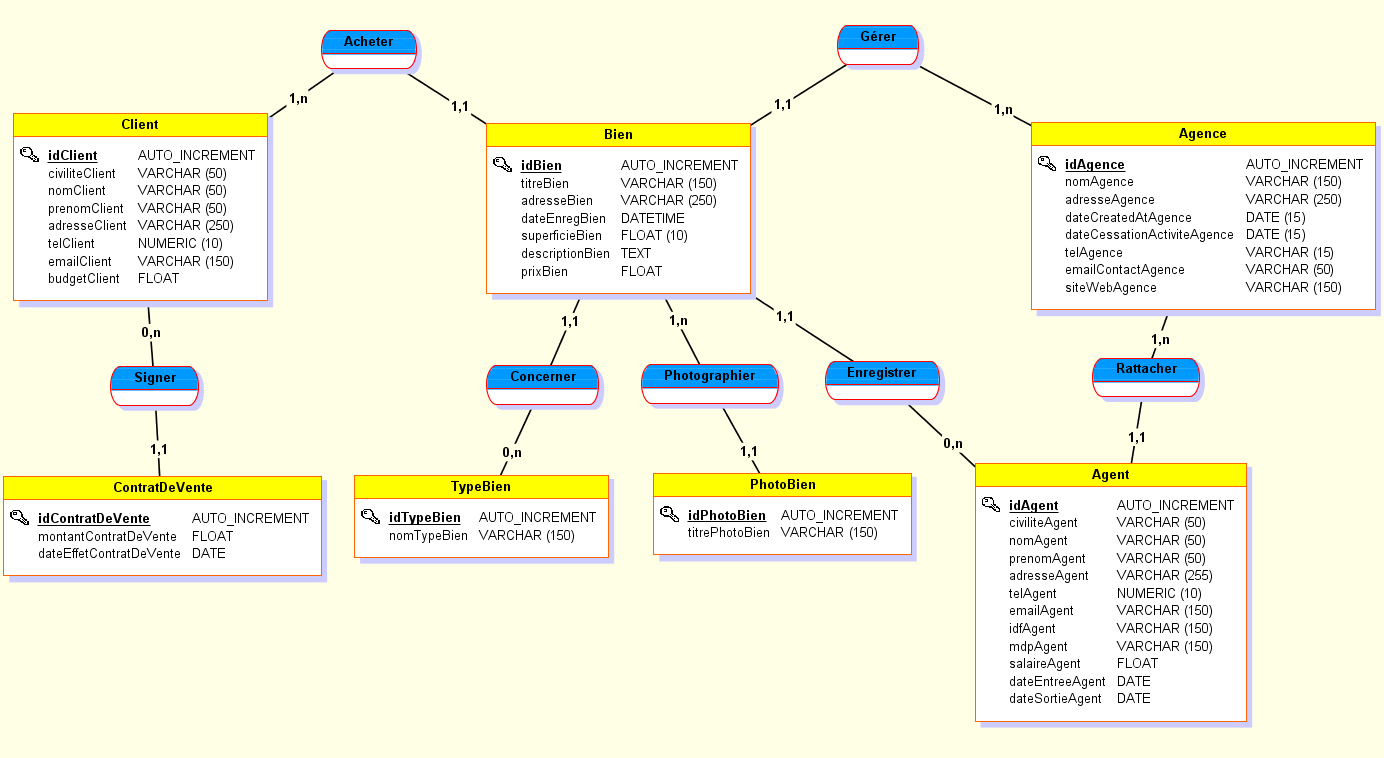 Acheter
Gérer
1,n
1,1
1,1
1,n
Client
idClient AUTO_INCREMENT
civiliteClient VARCHAR (50)
nomClient VARCHAR (50)
prenomClient VARCHAR (50)
adresseClient VARCHAR (250)
telClient NUMERIC (10)
emailClient VARCHAR (150)
budgetClient FLOAT
Bien
idBien AUTO_INCREMENT
titreBien VARCHAR (150)
adresseBien VARCHAR (250)
dateEnregBien DATETIME
superficieBien FLOAT (10)
descriptionBien TEXT
prixBien FLOAT
Agence
idAgence AUTO_INCREMENT
nomAgence VARCHAR (150)
adresseAgence VARCHAR (250)
dateCreatedAtAgence DATE (15)
dateCessationActiviteAgence DATE (15)
telAgence VARCHAR (15)
emailContactAgence VARCHAR (50)
siteWebAgence VARCHAR (150)
0,n
1,1
1,n
1,1
1,n
Signer
Concerner
Photographier
Enregistrer
Rattacher
1,1
0,n
1,1
0,n
1,1
ContratDeVente
idContratDeVente AUTO_INCREMENT
montantContratDeVente FLOAT
dateEffetContratDeVente DATE
TypeBien
idTypeBien AUTO_INCREMENT
nomTypeBien VARCHAR (150)
PhotoBien
idPhotoBien AUTO_INCREMENT
titrePhotoBien VARCHAR (150)
Agent
idAgent AUTO_INCREMENT
civiliteAgent VARCHAR (50)
nomAgent VARCHAR (50)
prenomAgent VARCHAR (50)
adresseAgent VARCHAR (255)
telAgent NUMERIC (10)
emailAgent VARCHAR (150)
idfAgent VARCHAR (150)
mdpAgent VARCHAR (150)
salaireAgent FLOAT
dateEntreeAgent DATE
dateSortieAgent DATE